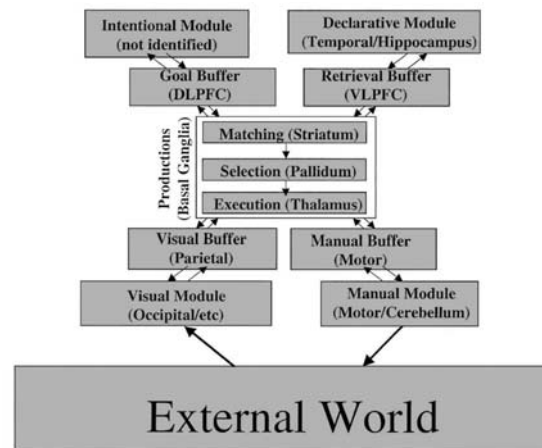 Intentional Module
(not identified)
Declarative Module
(Temporal/Hippocampus)
Goal Buffer
(DLPFC)
Retrieval Buffer
(VLPFC)
Productions
(Basal Ganglia)
Matching (Striatum)
Selection (Pallidum)
Execution (Thalamus)
Visual Buffer
(Parietal)
Manual Buffer
(Motor)
Visual Module
(Occipital/etc)
Manual Module
(Motor/Cerebellum)
External World